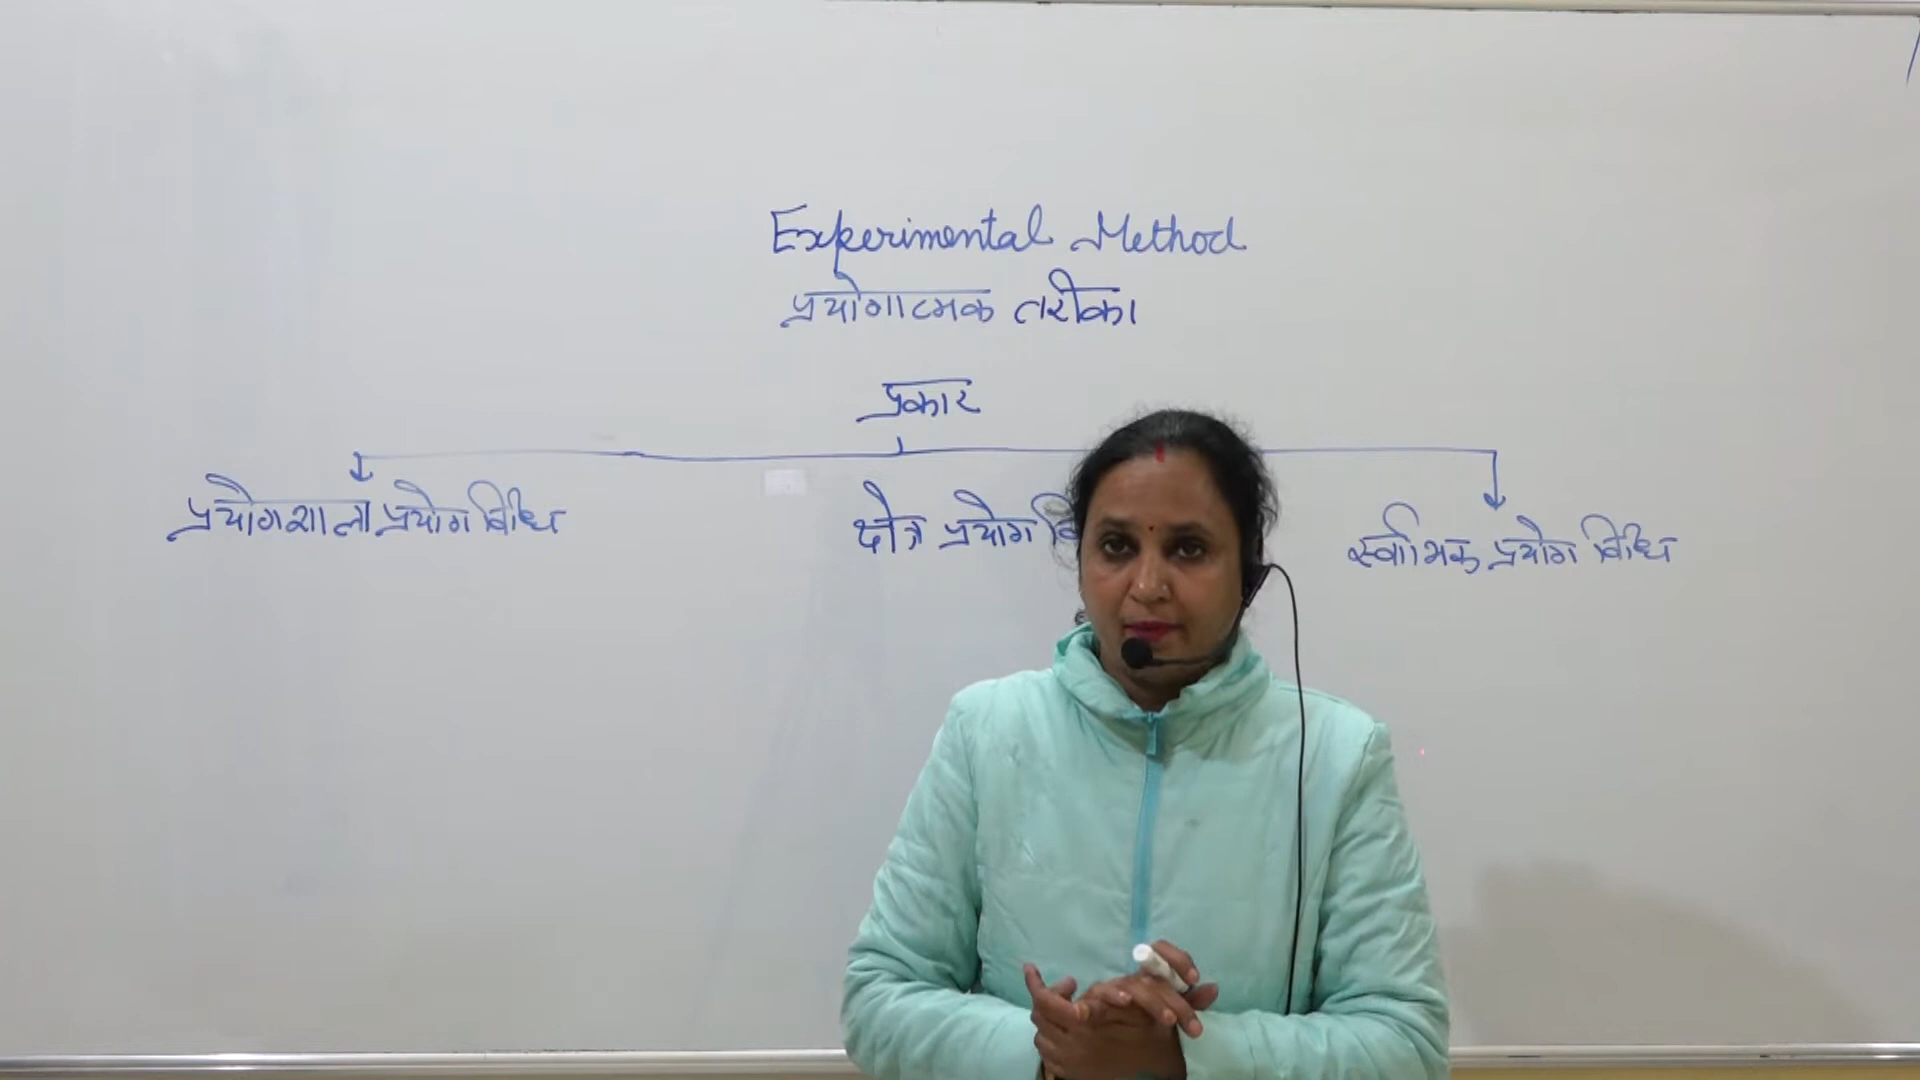 Experimental Method
प्रयोगात्मक तरीका
प्रकार
प्रयोगशाला प्रयोग विधि
क्षेत्र प्रयोग
प्रयोग विधि